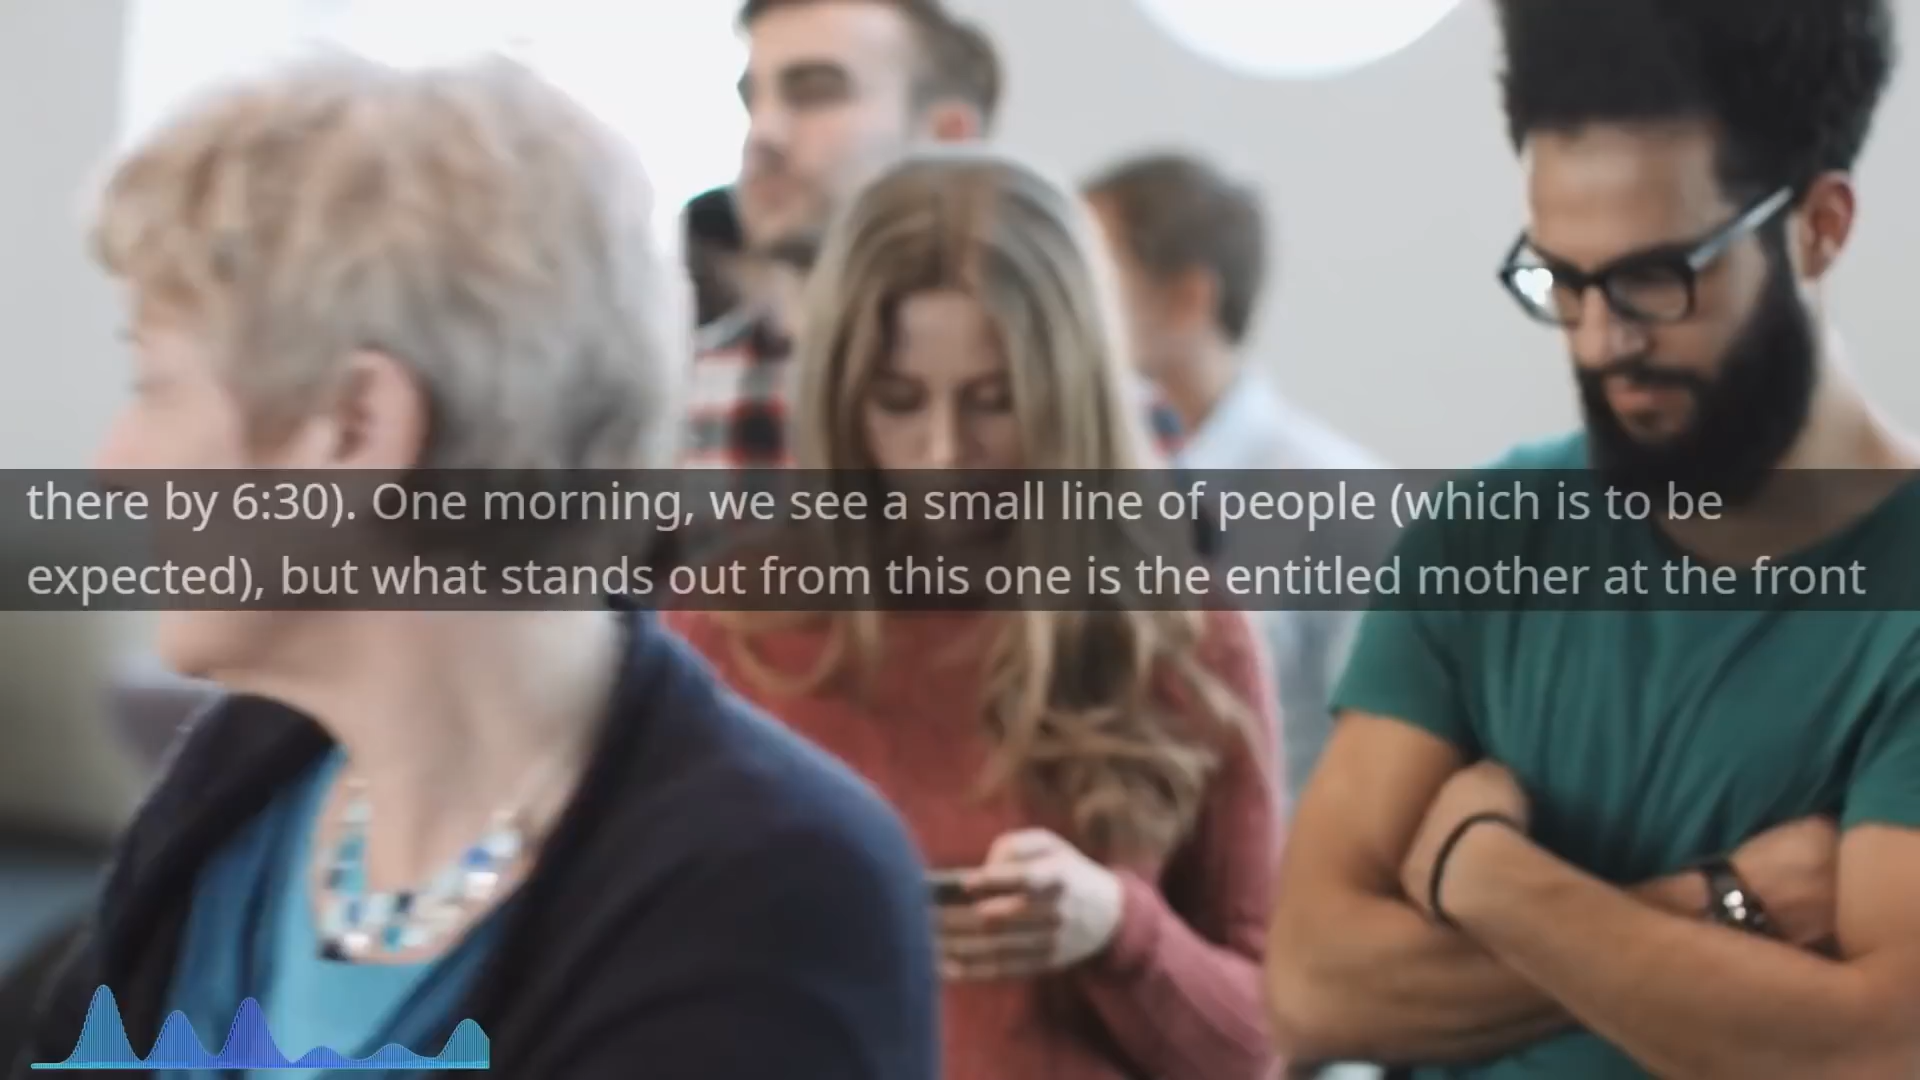 there by 6:30). One morning, we see a small line of people (which is to be
expected), but what stands out from this one is the entitled mother at the front